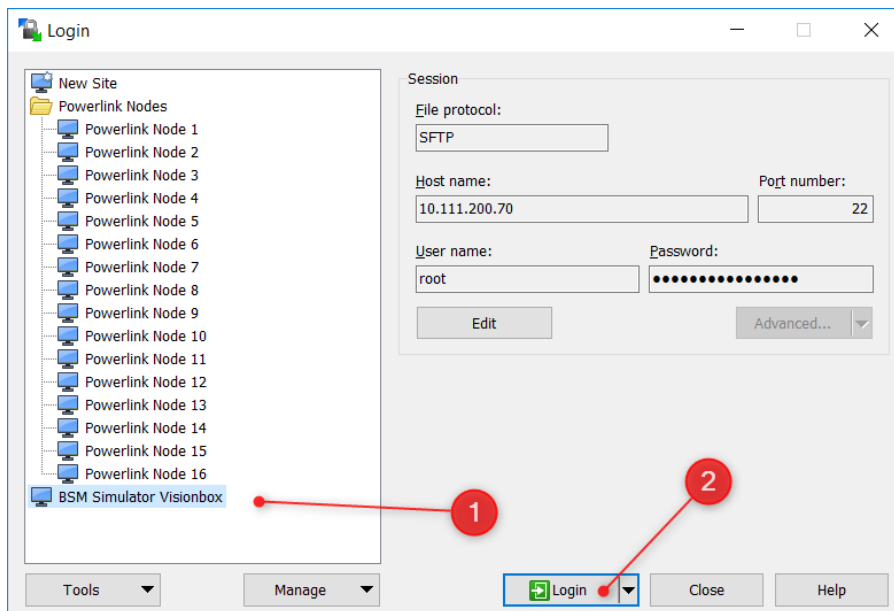 Login
New Site
Powerlink Nodes
Powerlink Node 1
Powerlink Node 2
Powerlink Node 3
Powerlink Node 4
Powerlink Node 5
Powerlink Node 6
Powerlink Node 7
Powerlink Node 8
Powerlink Node 9
Powerlink Node 10
Powerlink Node 11
Powerlink Node 12
Powerlink Node 13
Powerlink Node 14
Powerlink Node 15
Powerlink Node 16
BSM Simulator Visionbox
1
Session
File protocol:
SFTP
Host name: Port number:
10.111.200.70 22
User name: Password:
root ••••••••••••••••
Edit Advanced...
2
Tools Manage Login Close Help